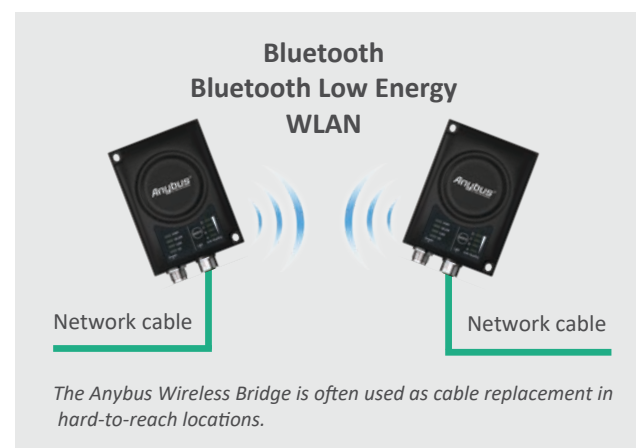 Bluetooth
Bluetooth Low Energy
WLAN
Anybus
Anybus
Network cable
Network cable
The Anybus Wireless Bridge is often used as cable replacement in
hard-to-reach locations.